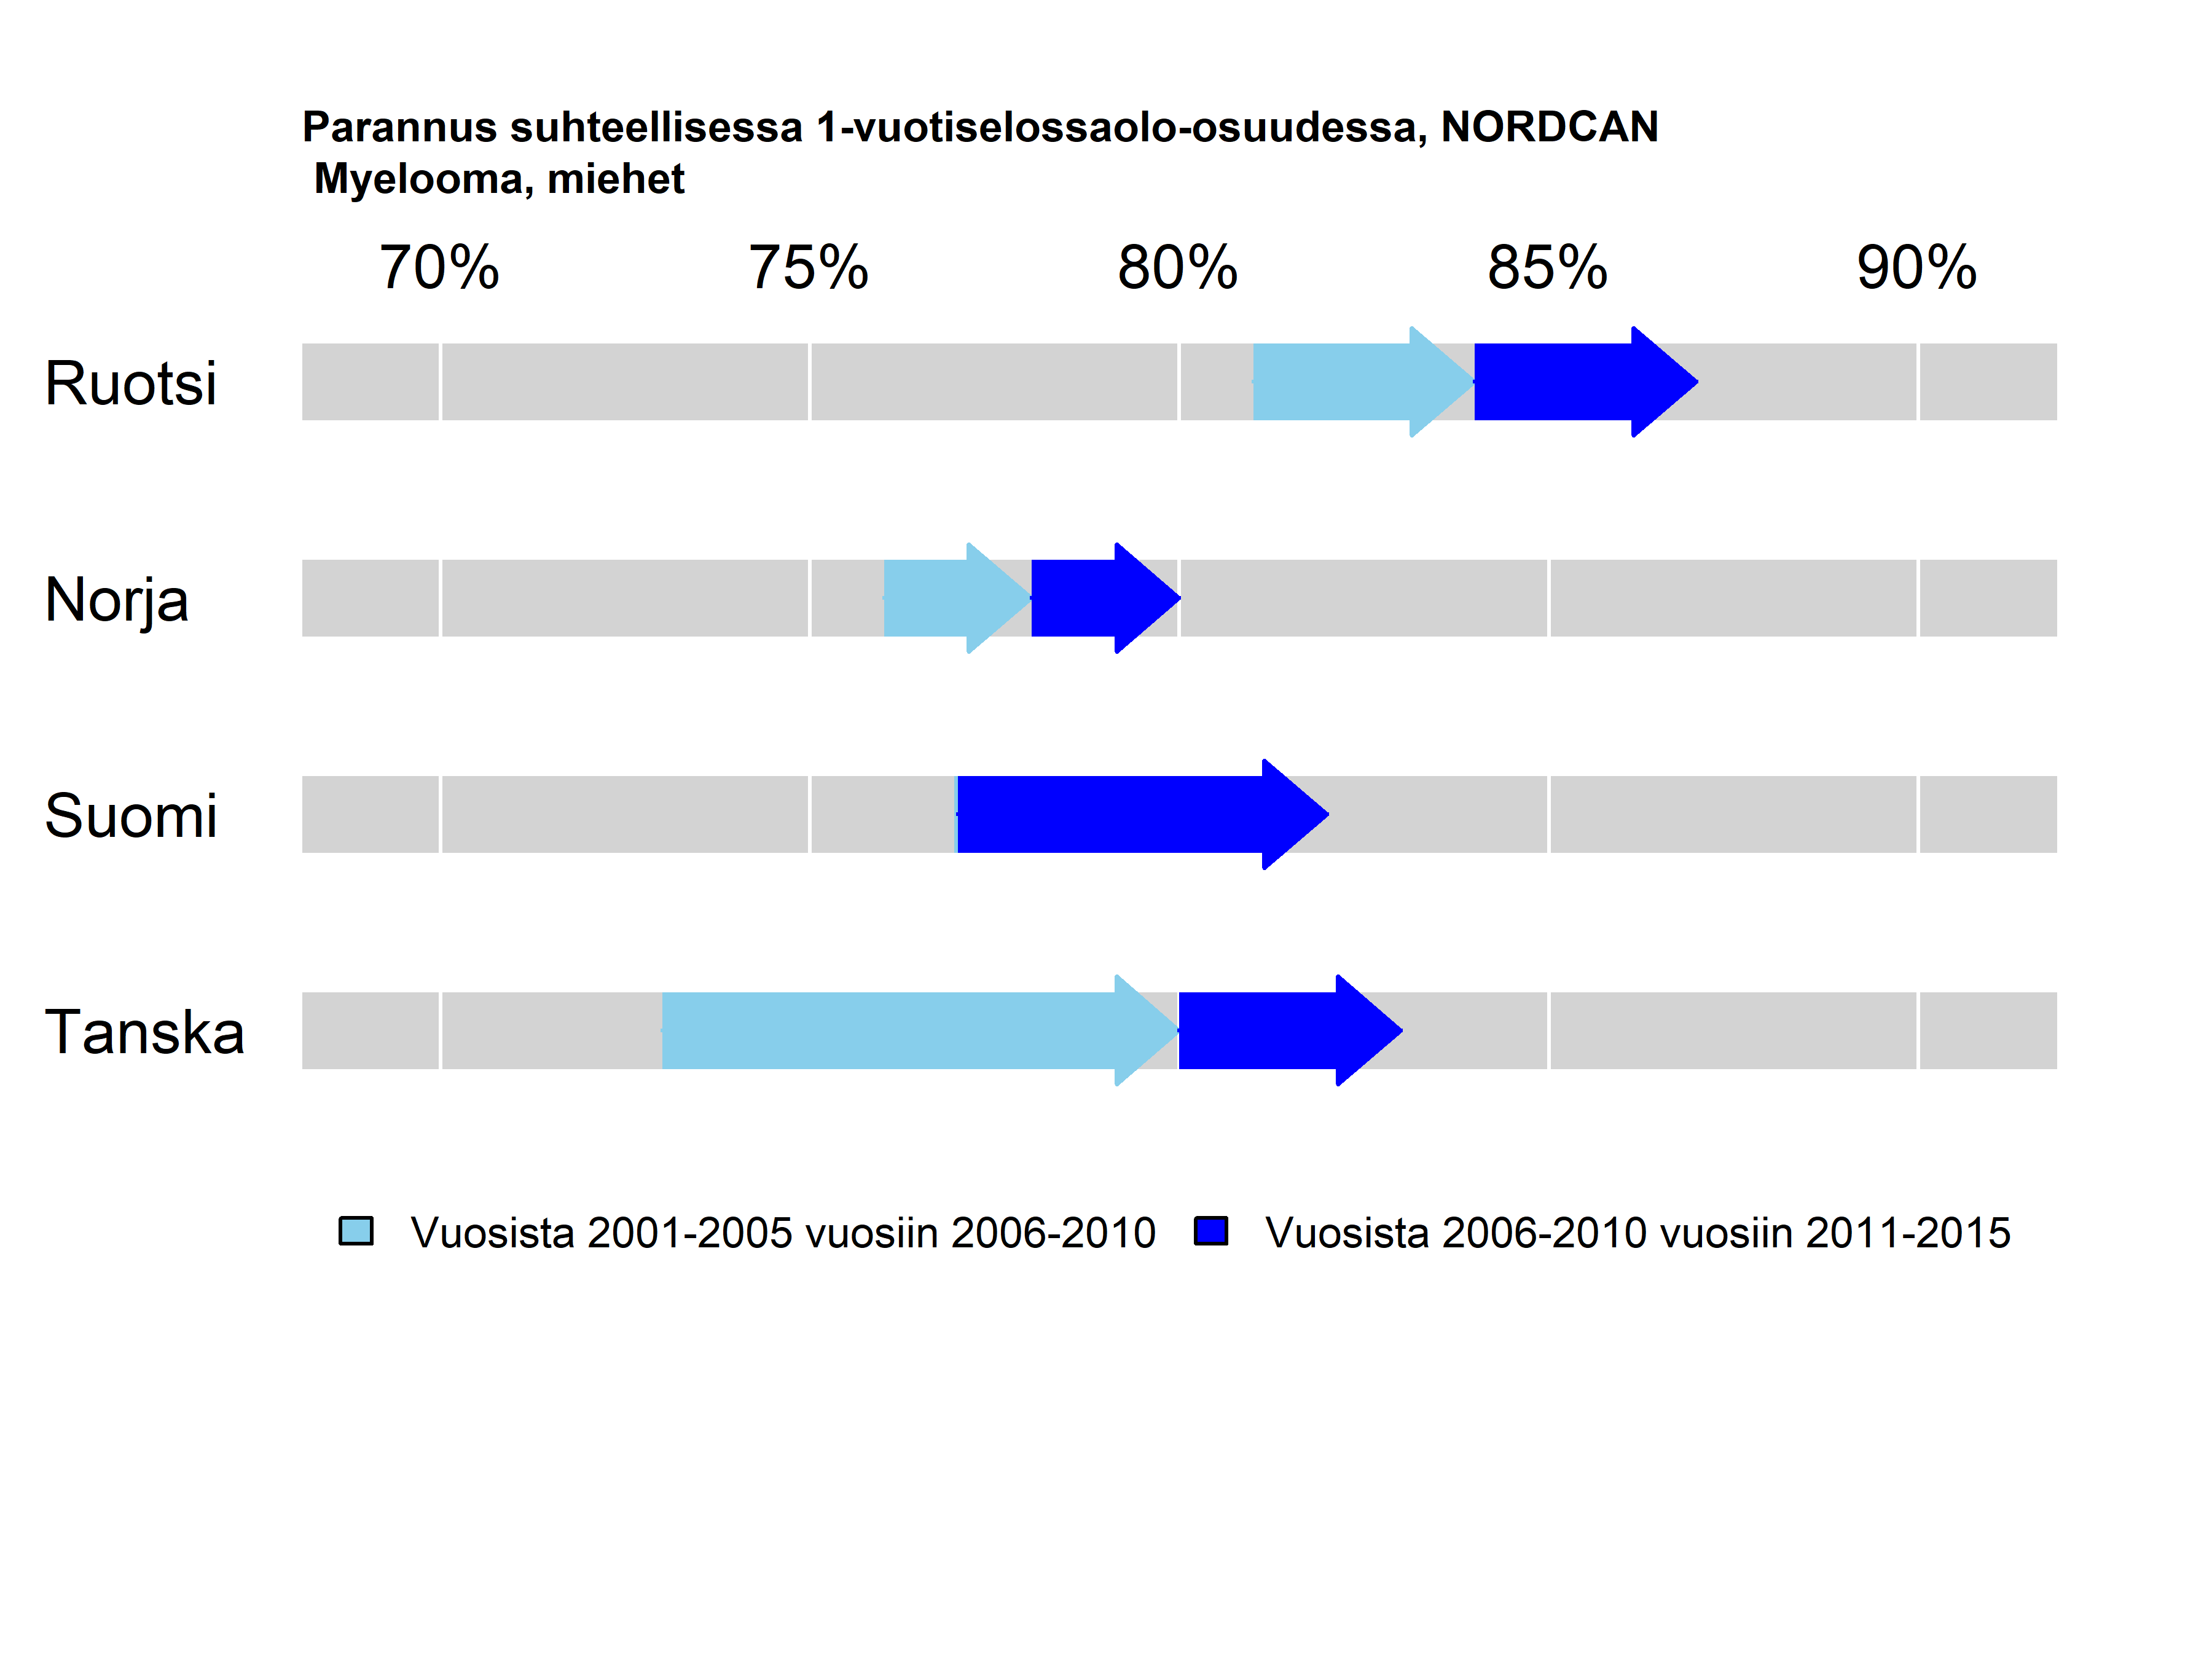 Parannus suhteellisessa 1-vuotiselossaolo-osuudessa, NORDCAN
Myelooma, miehet
70% 75% 80% 85% 90%
Ruotsi
Norja
Suomi
Tanska
Vuosista 2001-2005 vuosiin 2006-2010 Vuosista 2006-2010 vuosiin 2011-2015